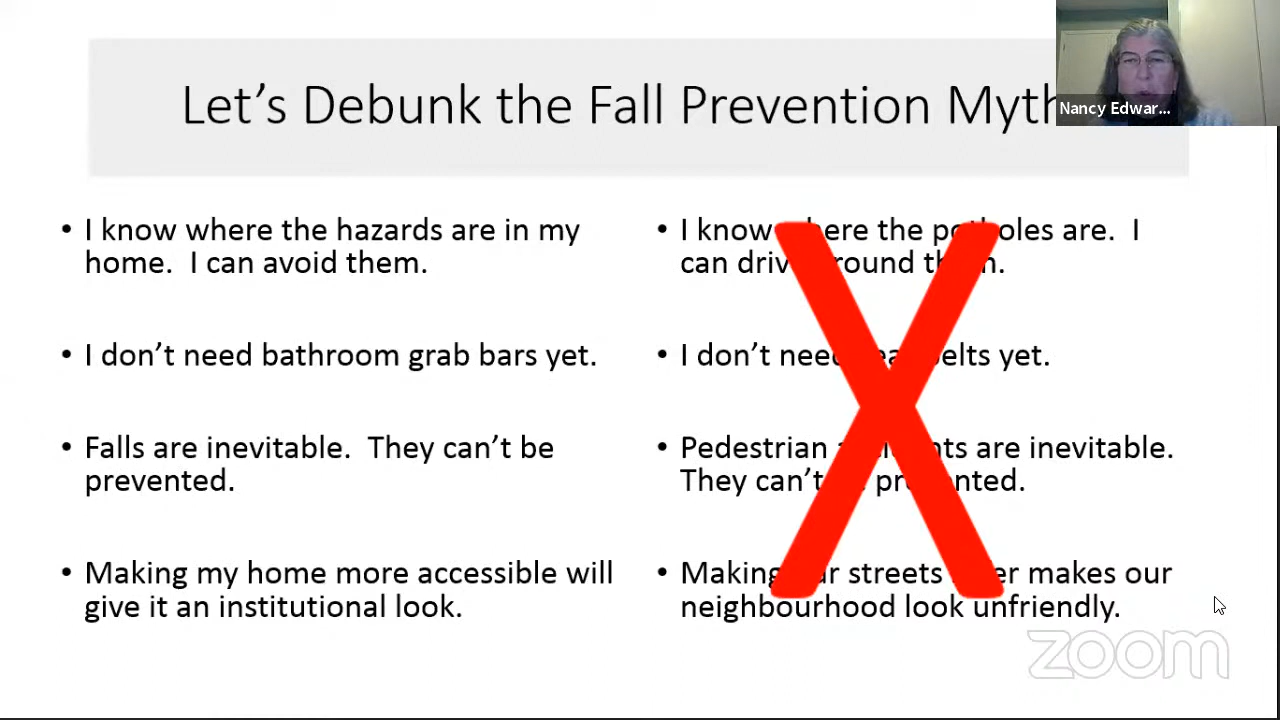 Let's Debunk the Fall Prevention Myth
Nancy Edwar...
• I know where the hazards are in my
home. I can avoid them.
• I don't need bathroom grab bars yet.
• Falls are inevitable. They can't be
prevented.
• Making my home more accessible will
give it an institutional look.
• I know where the potholes are. I
can drive around them.
• I don't need seat belts yet.
• Pedestrian accidents are inevitable.
They can't be prevented.
• Making our streets safer makes our
neighbourhood look unfriendly.
zoom